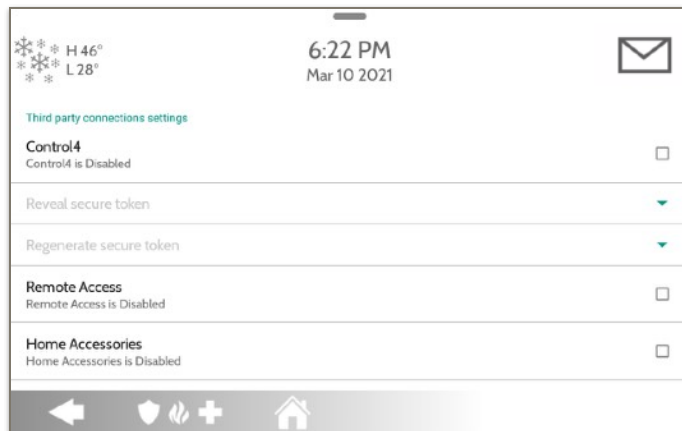 H 46°
L 28°
6:22 PM
Mar 10 2021
Third party connections settings
Control4
Control4 is Disabled
Reveal secure token
Regenerate secure token
Remote Access
Remote Access is Disabled
Home Accessories
Home Accessories is Disabled